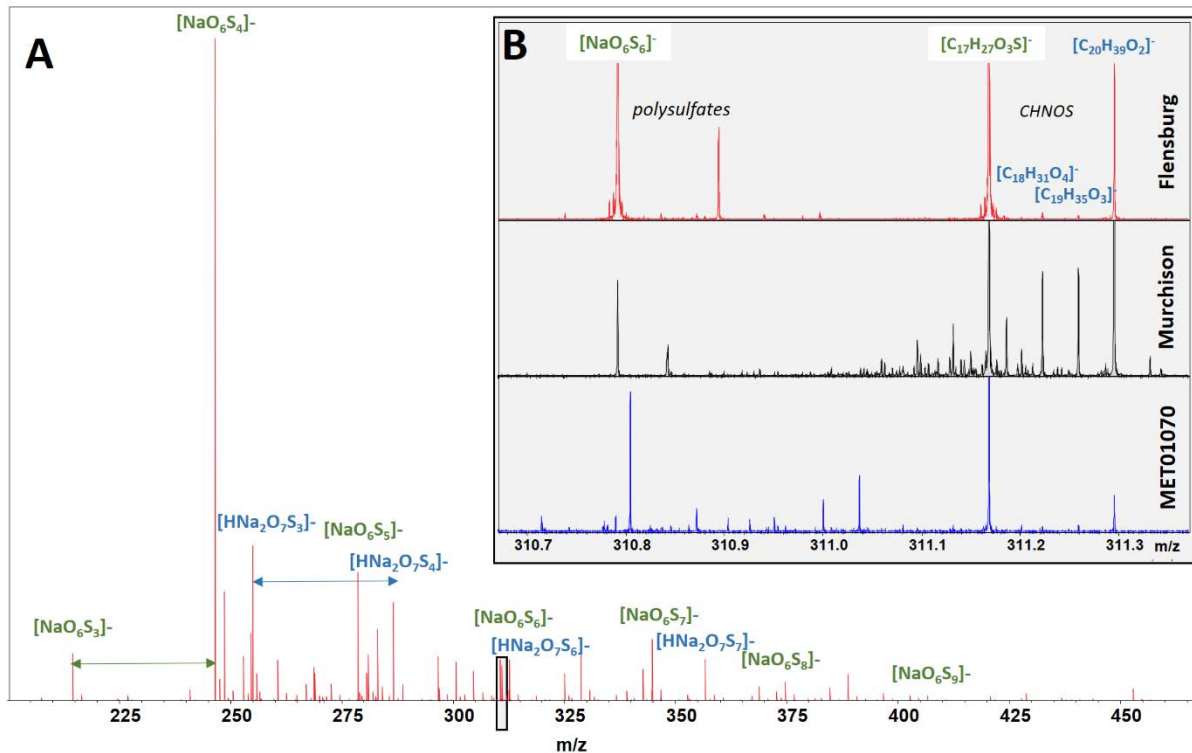 A
[NaO₆S₄]-
[HNa₂O₇S₃]-
[NaO₆S₅]-
[HNa₂O₇S₄]-
[NaO₆S₃]-
[NaO₆S₆]-
[HNa₂O₇S₆]-
[NaO₆S₇]-
[HNa₂O₇S₇]-
[NaO₆S₈]-
[NaO₆S₉]-
225 250 275 300 325 350 375 400 425 450
m/z
B
[NaO₆S₆]⁻
[C₁₇H₂₇O₃S]⁻
[C₂₀H₃₉O₂]⁻
polysulfates
CHNOS
[C₁₈H₃₁O₄]⁻
[C₁₉H₃₅O₃]⁻
Flensburg
Murchison
MET01070
310.7 310.8 310.9 311.0 311.1 311.2 311.3 m/z